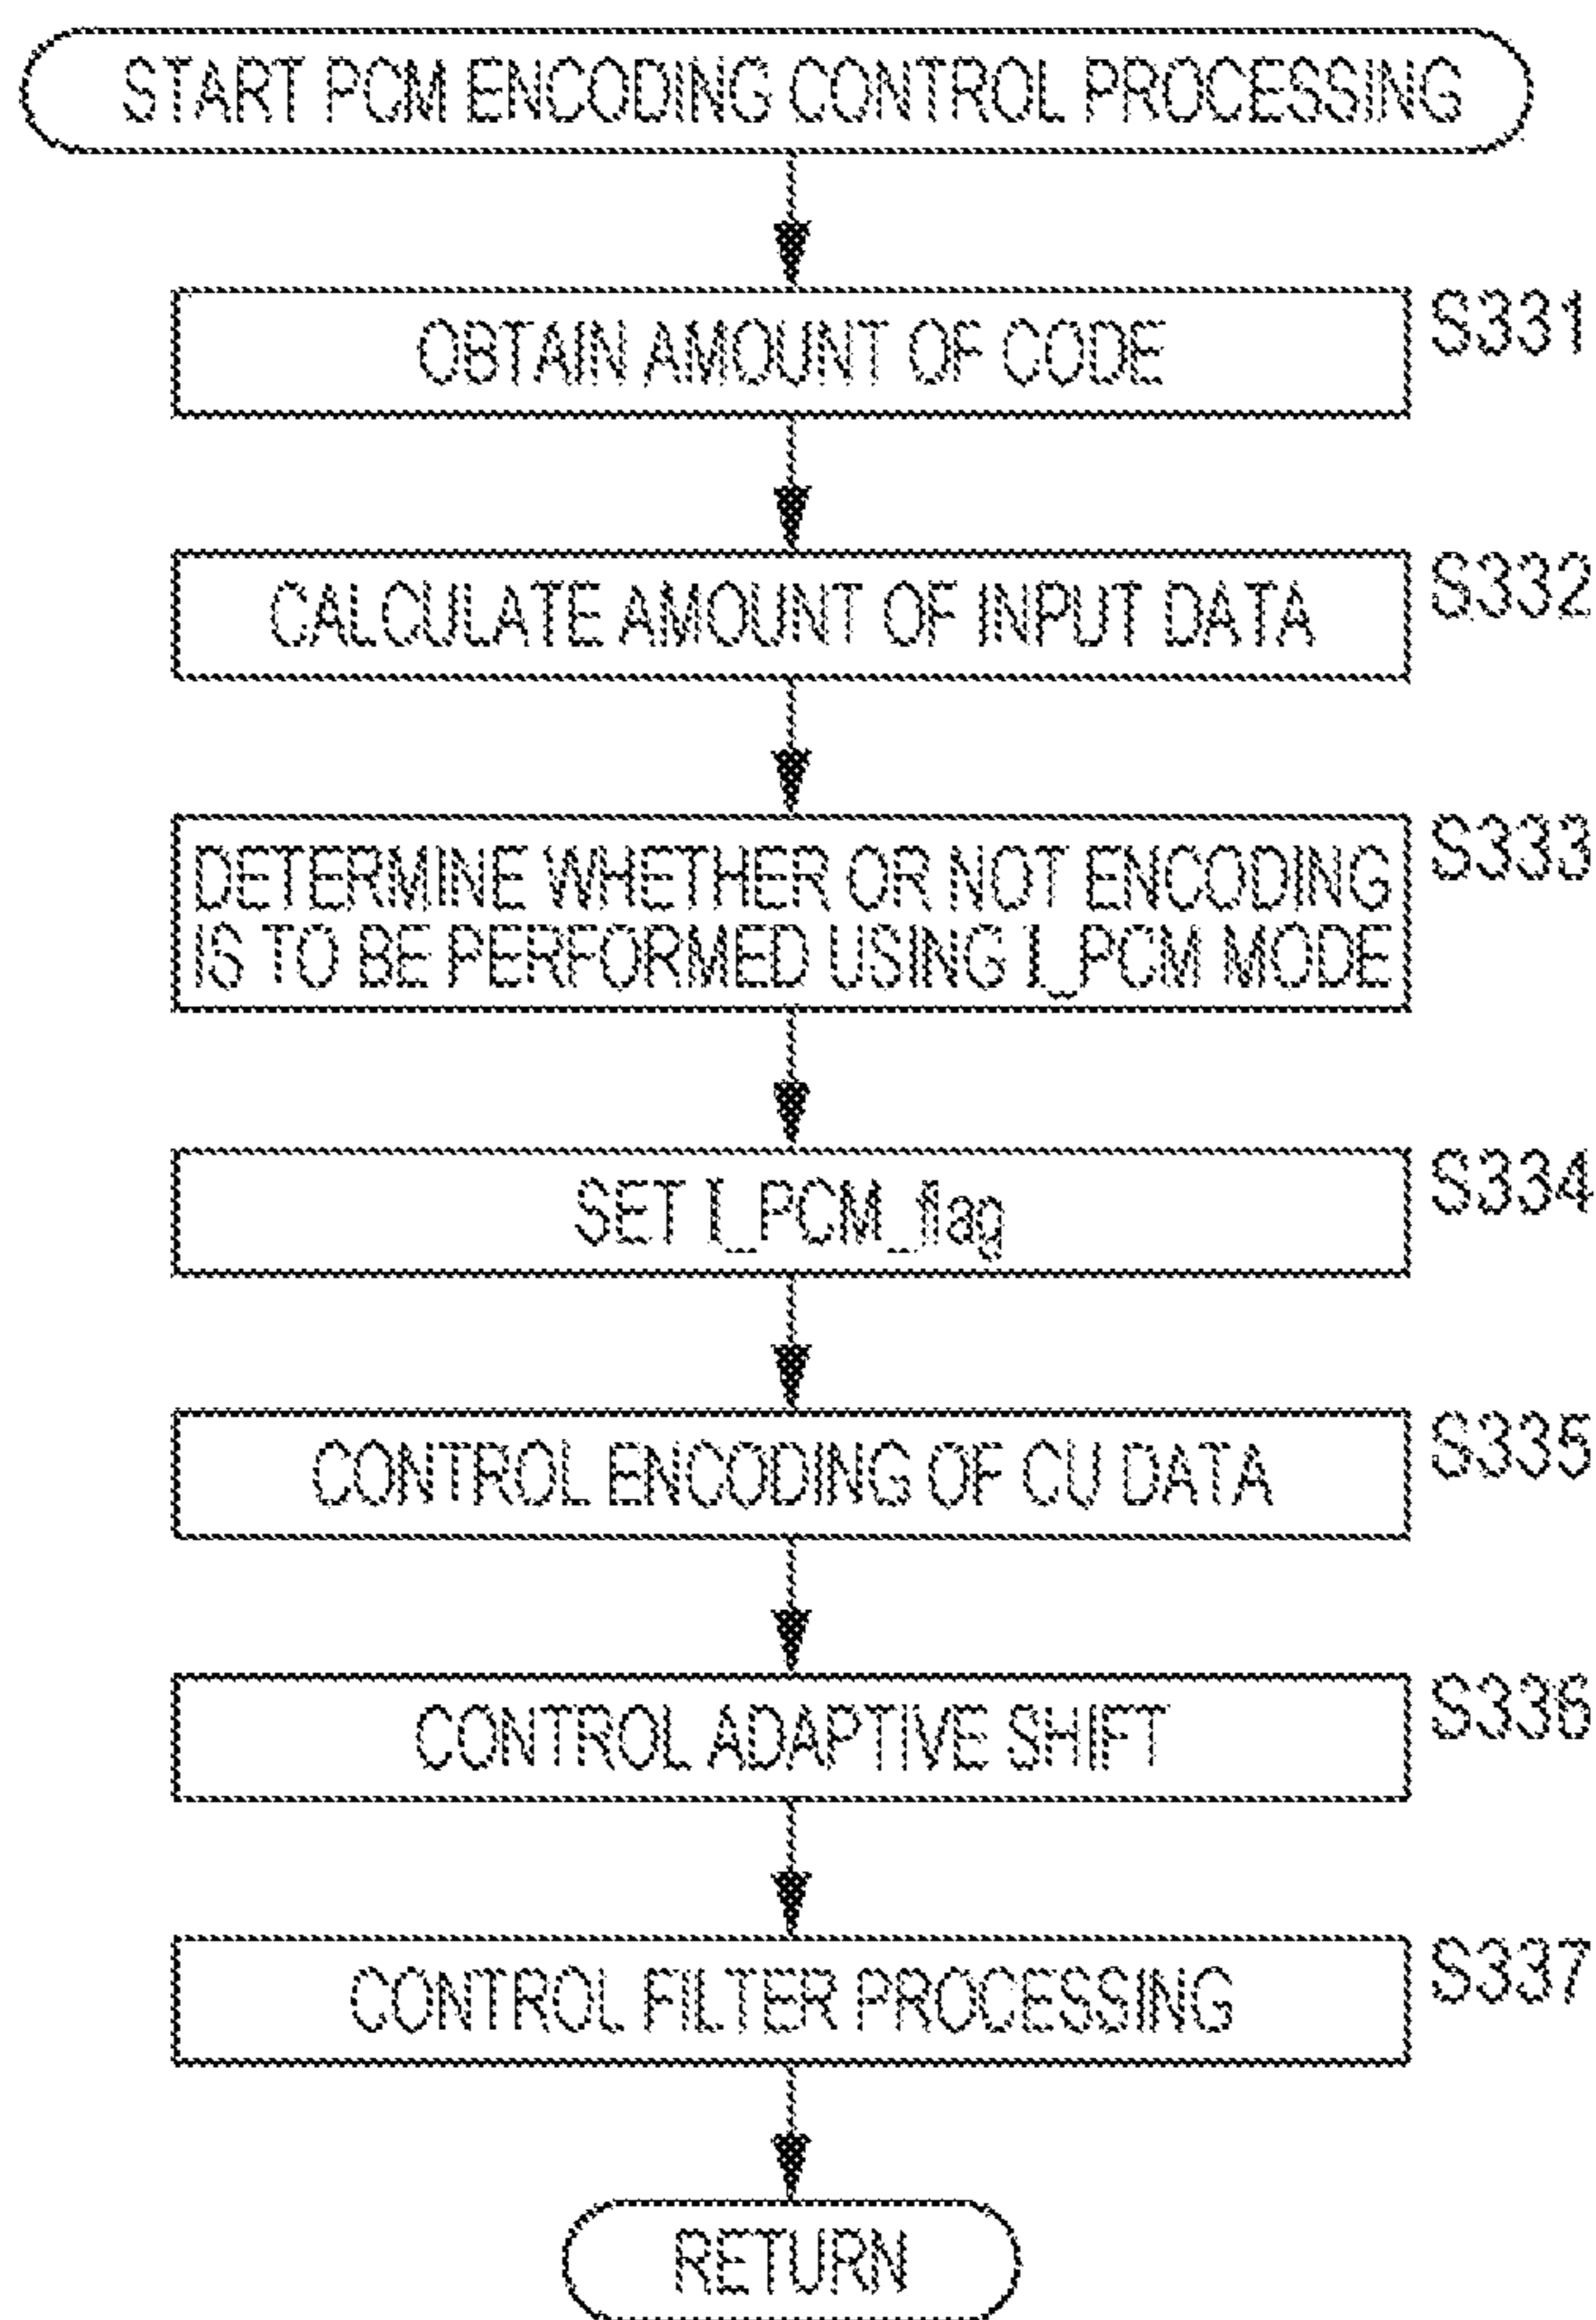 START PCM ENCODING CONTROL PROCESSING
OBTAIN AMOUNT OF CODE
S331
CALCULATE AMOUNT OF INPUT DATA
S332
DETERMINE WHETHER OR NOT ENCODING
IS TO BE PERFORMED USING I_PCM MODE
S333
SET I_PCM_flag
S334
CONTROL ENCODING OF CU DATA
S335
CONTROL ADAPTIVE SHIFT
S336
CONTROL FILTER PROCESSING
S337
RETURN